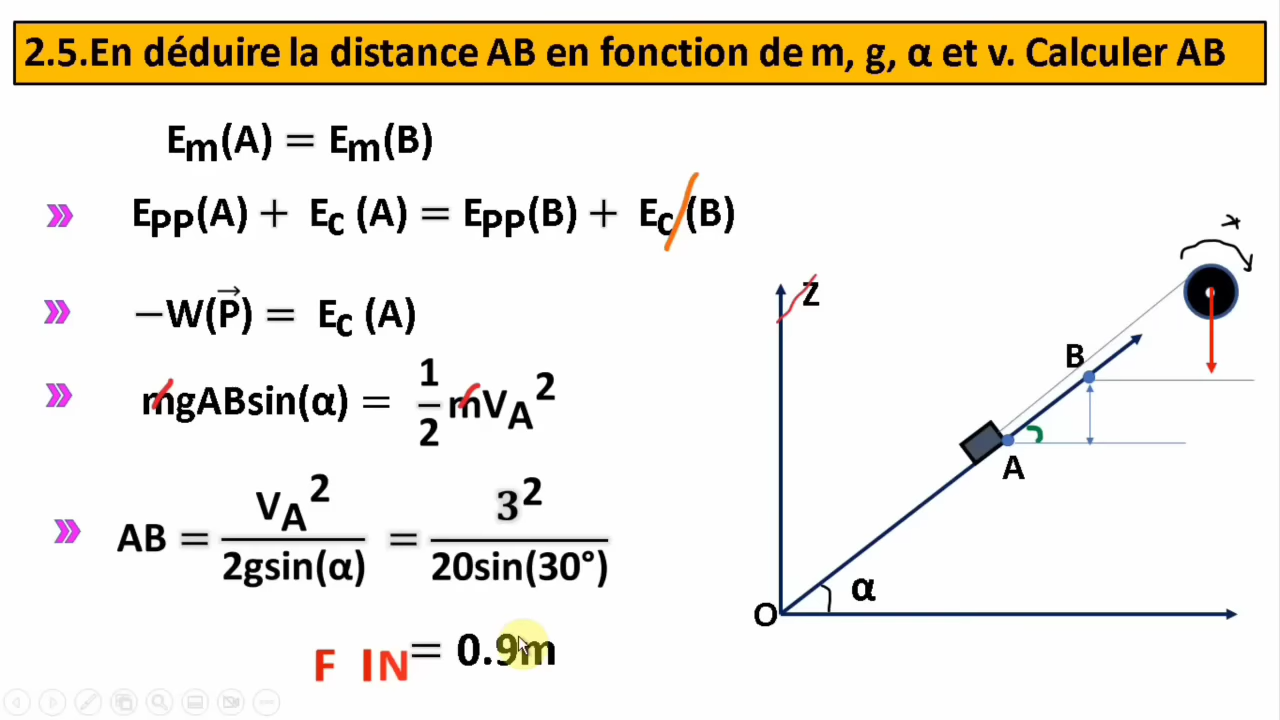 2.5.En déduire la distance AB en fonction de m, g, α et v. Calculer AB
Em(A) = Em(B)
» EPP(A) + Ec (A) = EPP(B) + Ec (B)
» −W(P⃗) = Ec (A)
» mgABsin(α) = 1/2 mVA²
» AB = VA²/2gsin(α) = 3²/20sin(30°)
= 0.9m
F IN
z
B
A
α
O